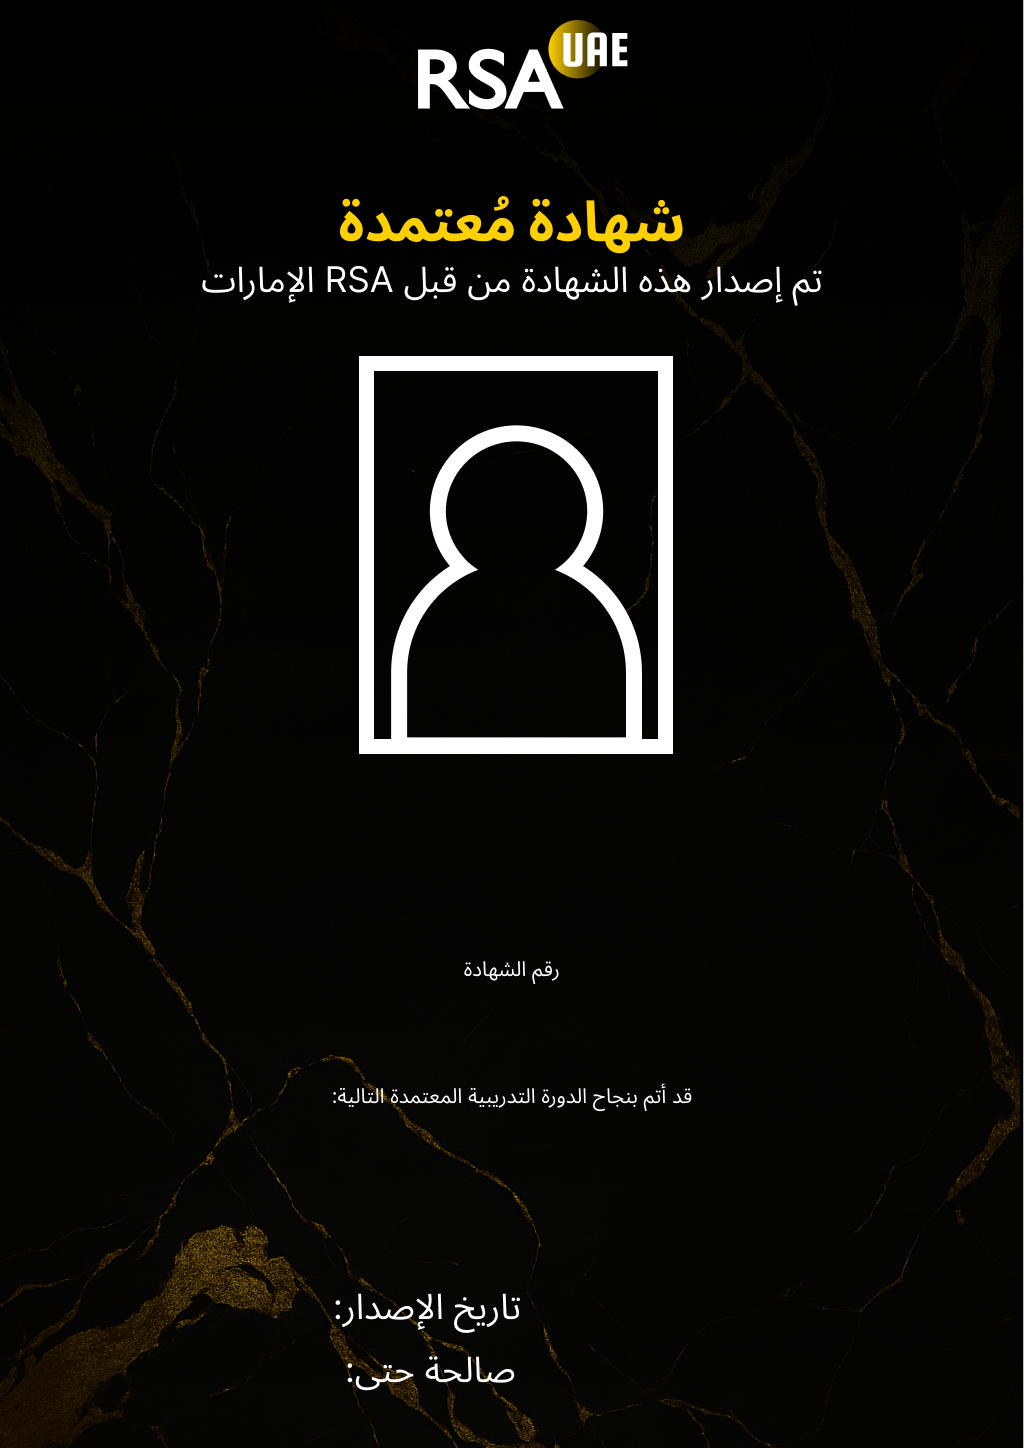 RSA UAE
شهادة مُعتمدة
تم إصدار هذه الشهادة من قبل RSA الإمارات
رقم الشهادة
قد أتم بنجاح الدورة التدريبية المعتمدة التالية:
تاريخ الإصدار:
صالحة حتى: